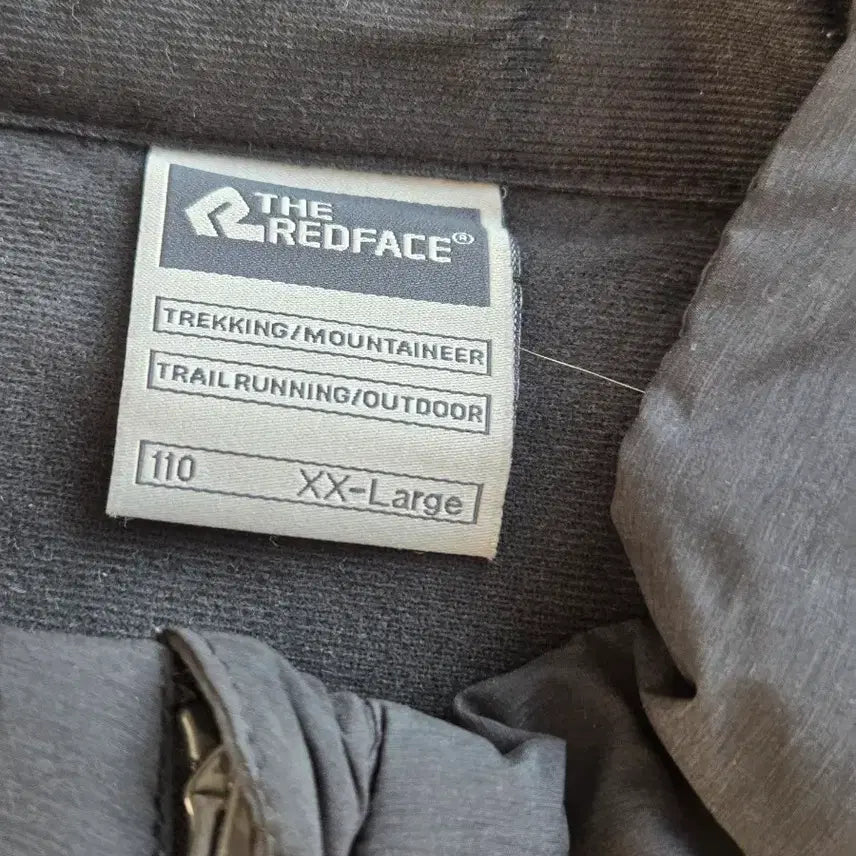 THE
REDFACE®
TREKKING/MOUNTAINEER
TRAIL RUNNING/OUTDOOR
110 XX-Large